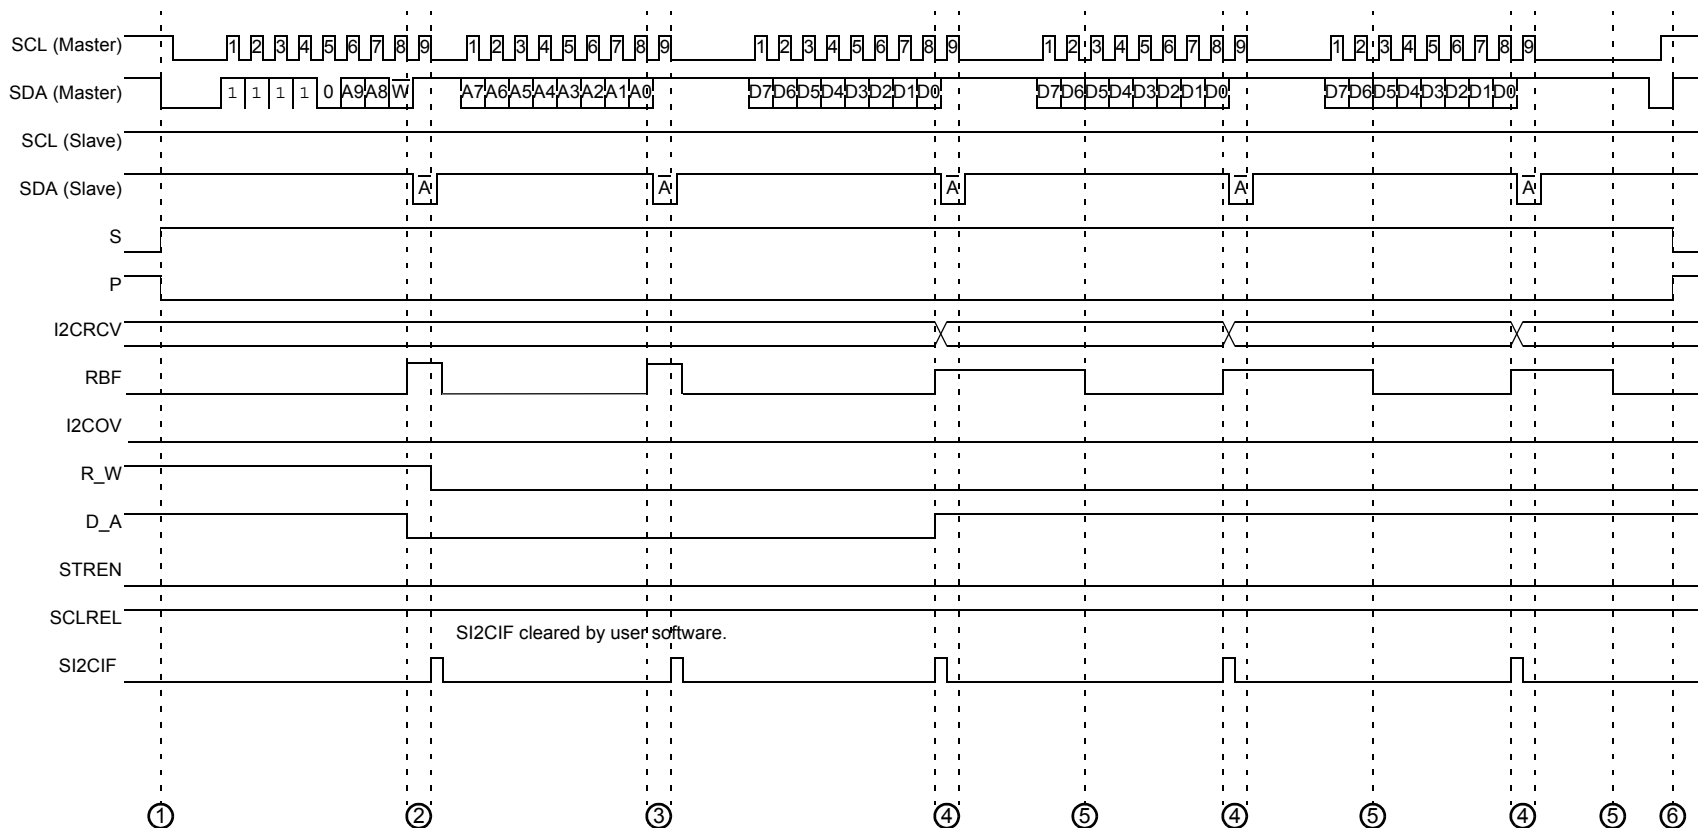 SCL (Master) 1 2 3 4 5 6 7 8 9 1 2 3 4 5 6 7 8 9 1 2 3 4 5 6 7 8 9 1 2 3 4 5 6 7 8 9 1 2 3 4 5 6 7 8 9
SDA (Master) 1 1 1 1 0 A9 A8 W A7 A6 A5 A4 A3 A2 A1 A0 D7 D6 D5 D4 D3 D2 D1 D0 D7 D6 D5 D4 D3 D2 D1 D0 D7 D6 D5 D4 D3 D2 D1 D0
SCL (Slave)
SDA (Slave) A A A A A
S
P
I2CRCV
RBF
I2COV
R_W
D_A
STREN
SCLREL
SI2CIF cleared by user software.
SI2CIF
1 2 3 4 5 4 5 4 5 6